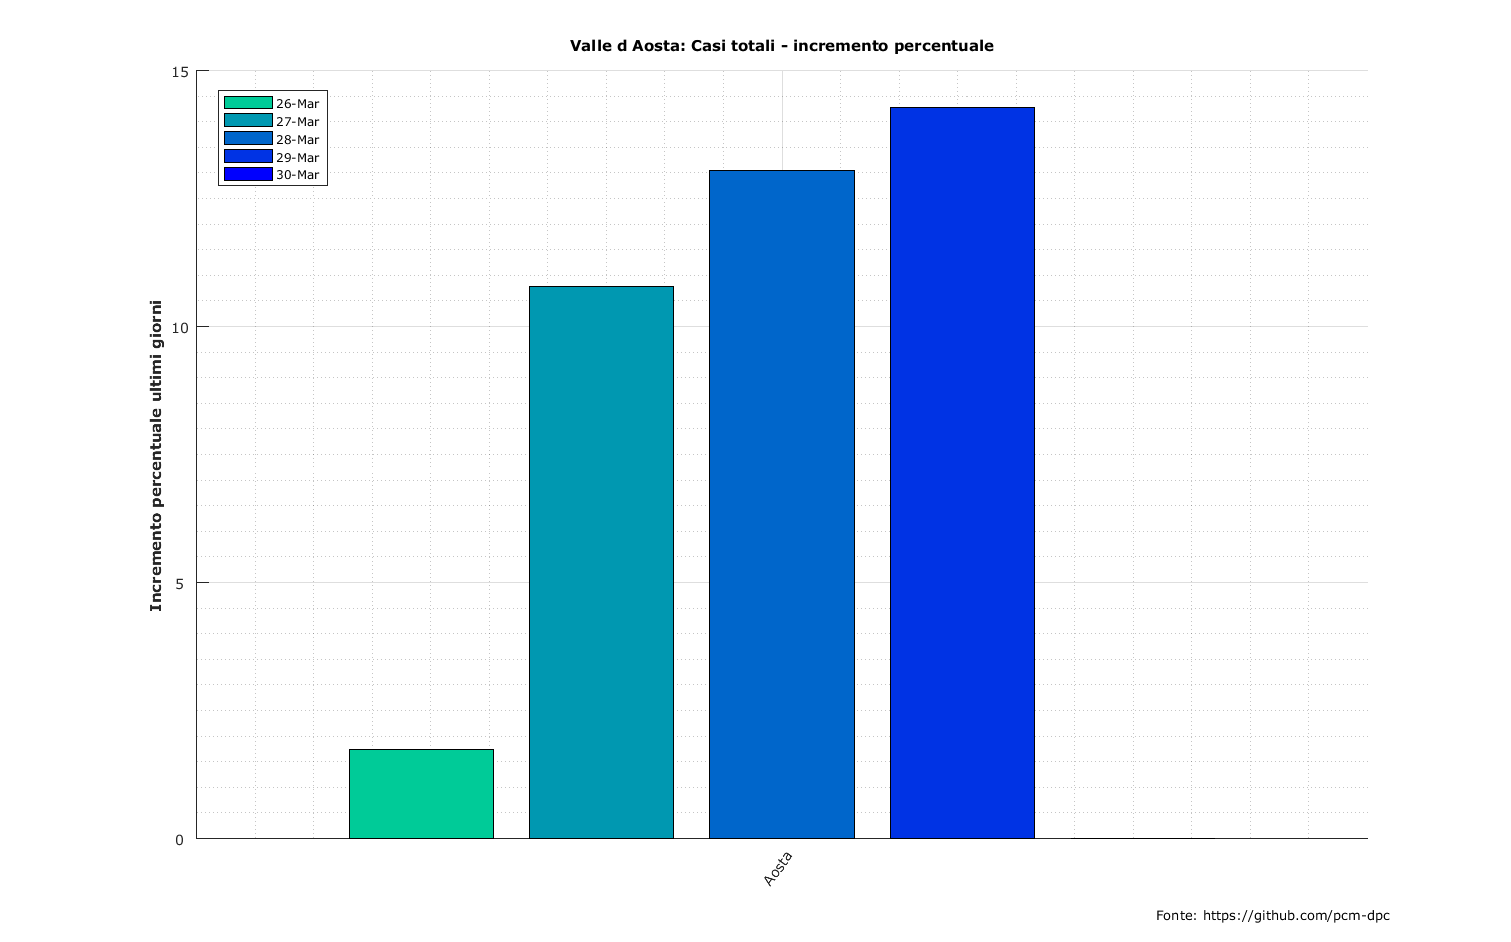 Valle d Aosta: Casi totali - incremento percentuale
15
26-Mar
27-Mar
28-Mar
29-Mar
30-Mar
10
Incremento percentuale ultimi giorni
5
0
Aosta
Fonte: https://github.com/pcm-dpc